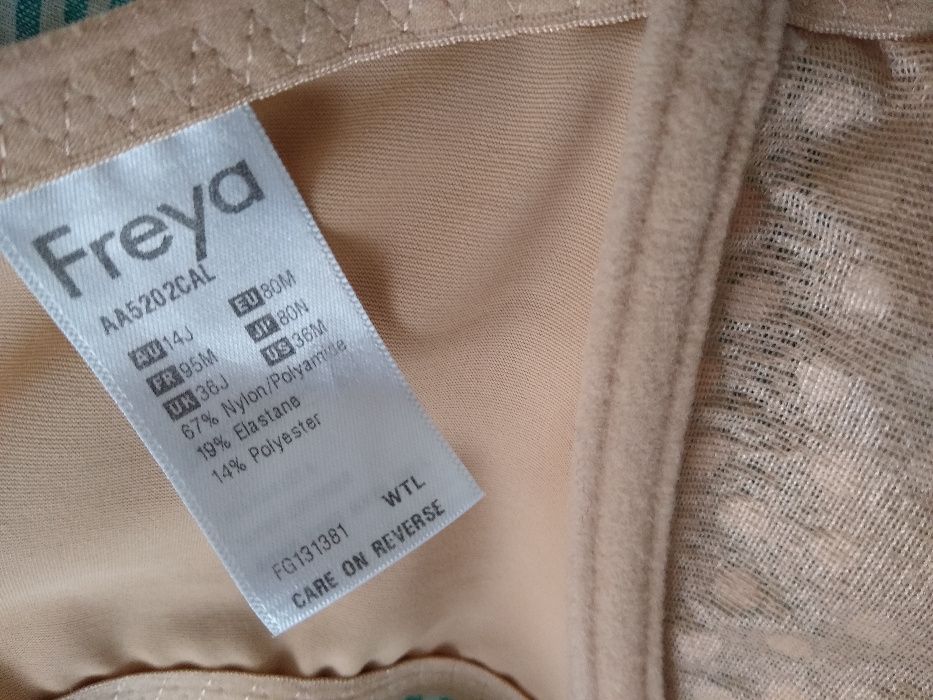 Freya
AA5202CAL
AU 14J EU 80M
FR 95M JP 80N
UK 36J US 36M
67% Nylon/Polyamide
19% Elastane
14% Polyester
WTL
FG131381
CARE ON REVERSE